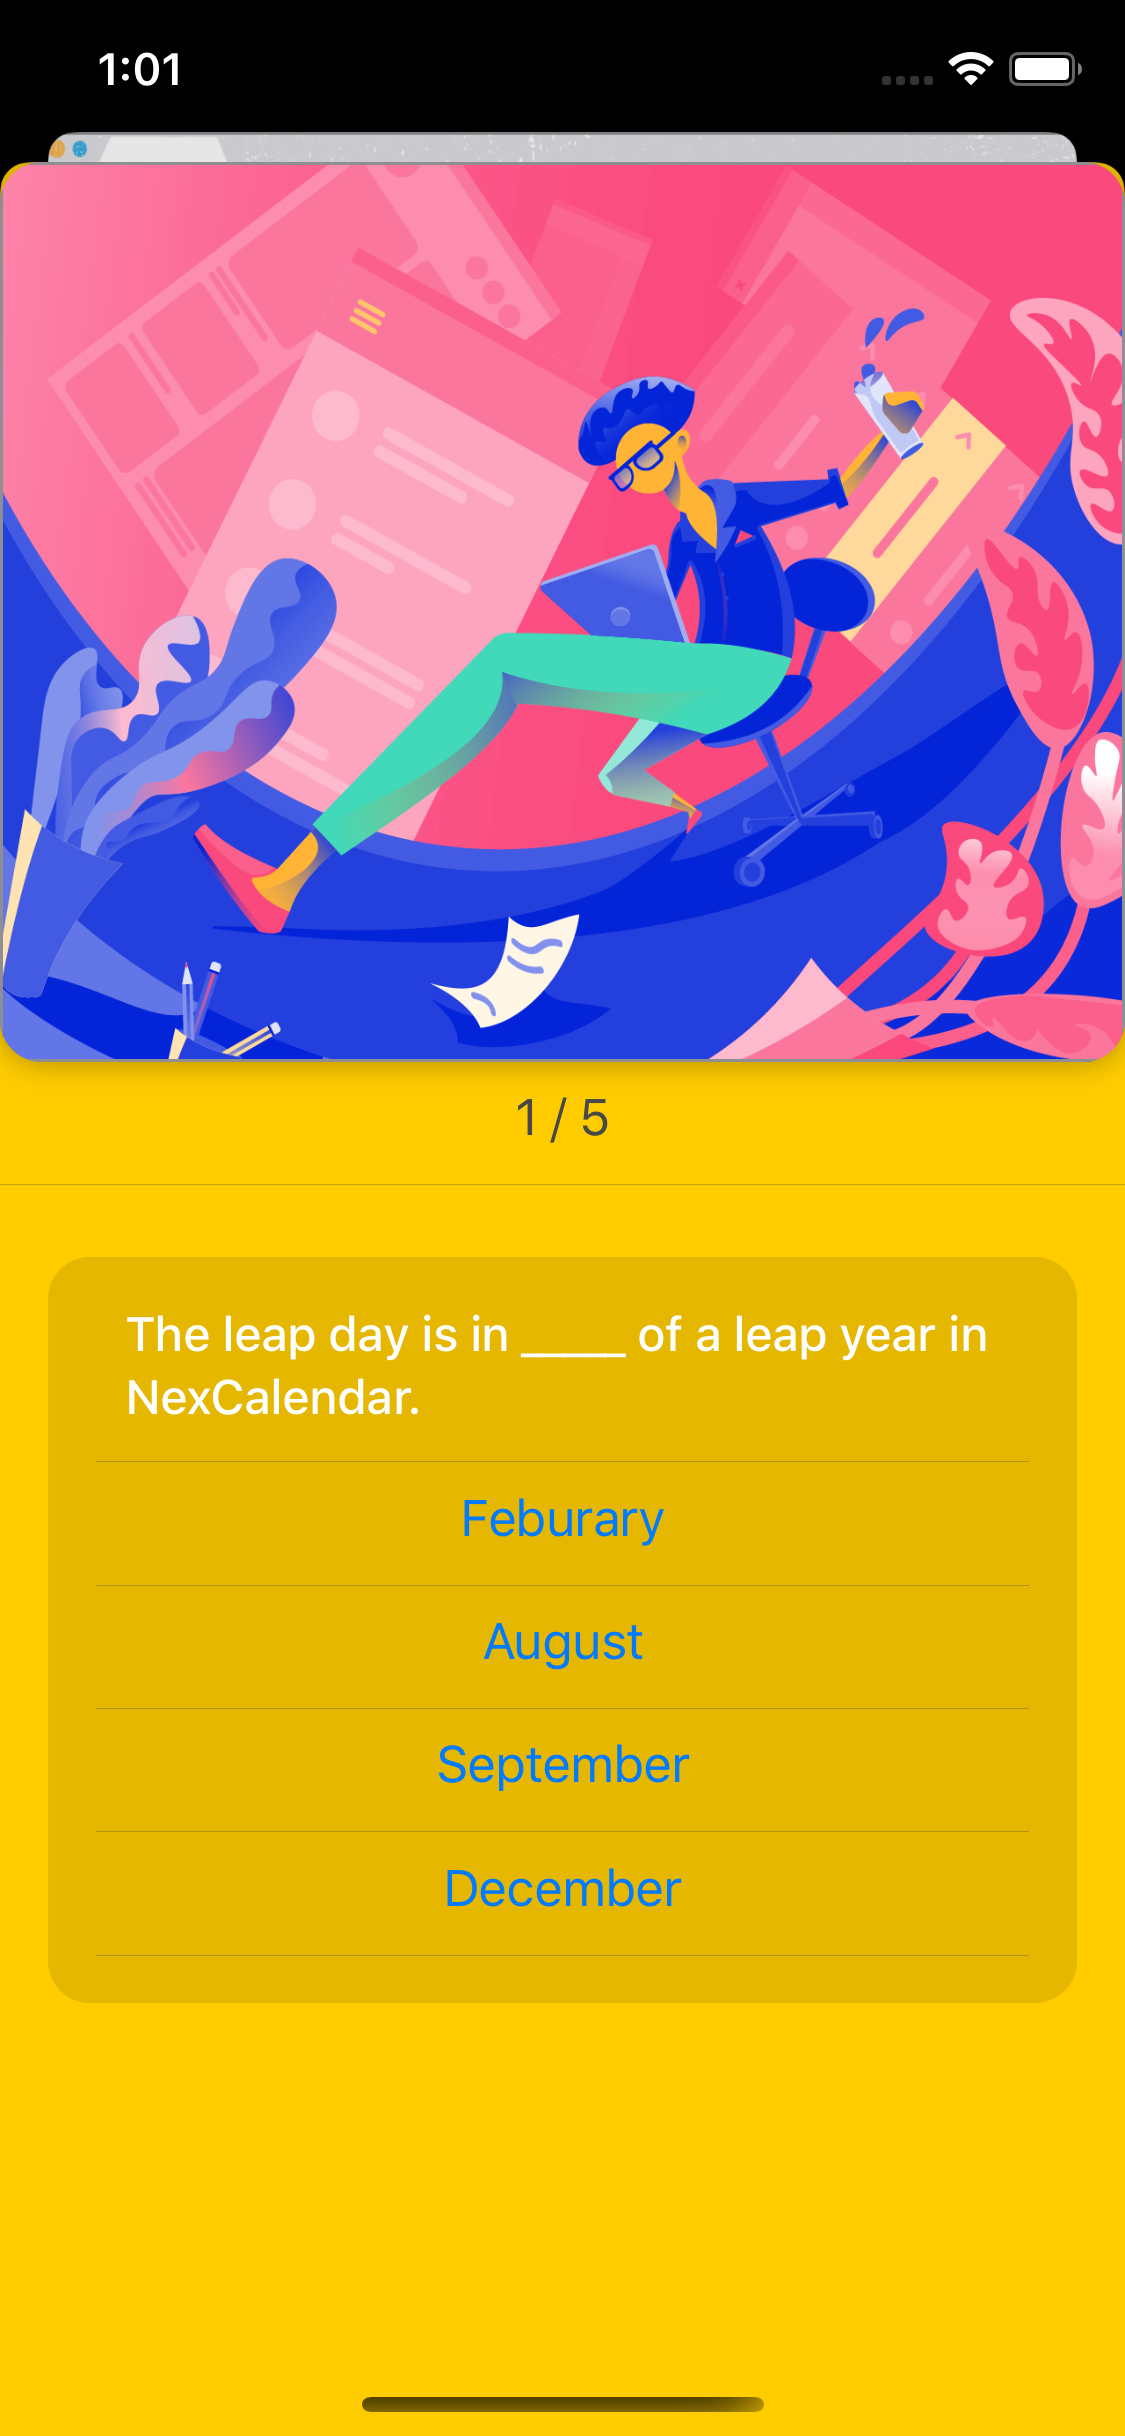 1:01
1 / 5
The leap day is in _____ of a leap year in
NexCalendar.
Feburary
August
September
December